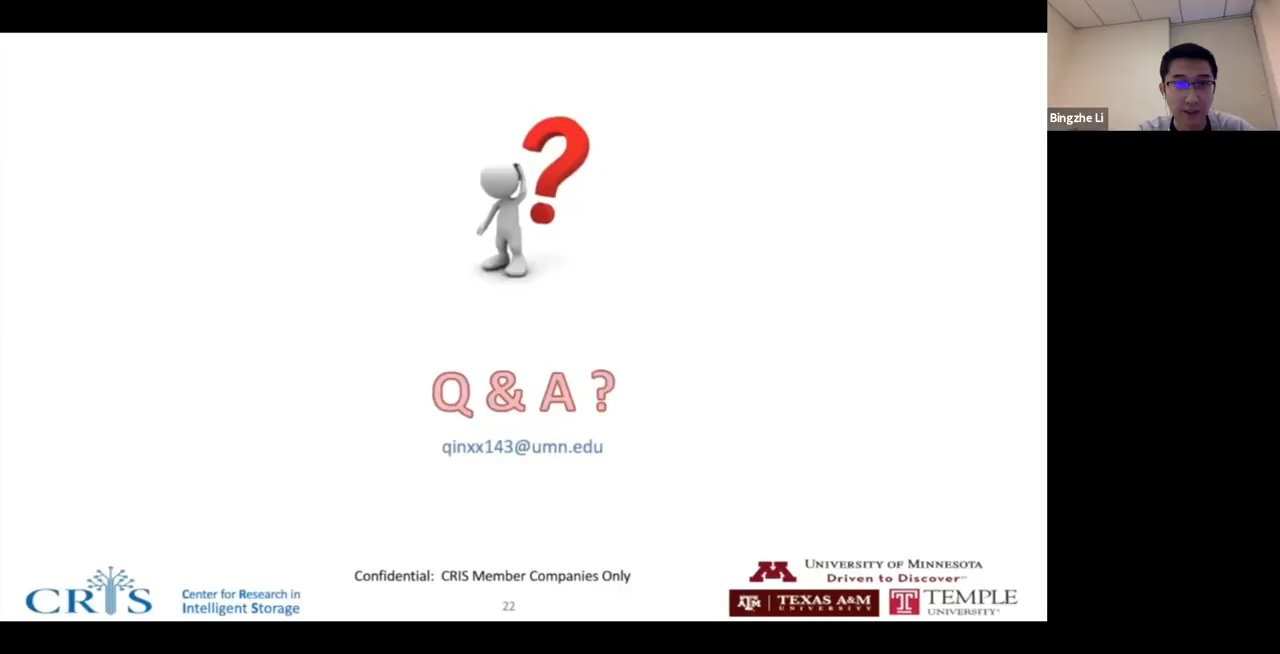 Bingzhe Li
?
Q & A ?
qinxx143@umn.edu
CRIS
Center for Research in
Intelligent Storage
Confidential: CRIS Member Companies Only
22
M
UNIVERSITY OF MINNESOTA
Driven to Discover
ATM
TEXAS A&M
UNIVERSITY
T
TEMPLE
UNIVERSITY